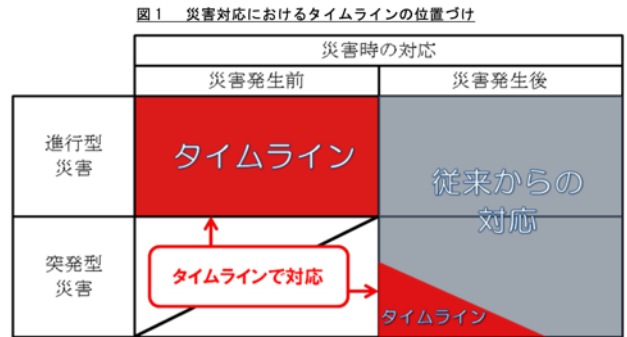 図1 災害対応におけるタイムラインの位置づけ
災害時の対応
災害発生前
災害発生後
進行型
災害
タイムライン
従来からの
対応
突発型
災害
タイムラインで対応
タイムライン